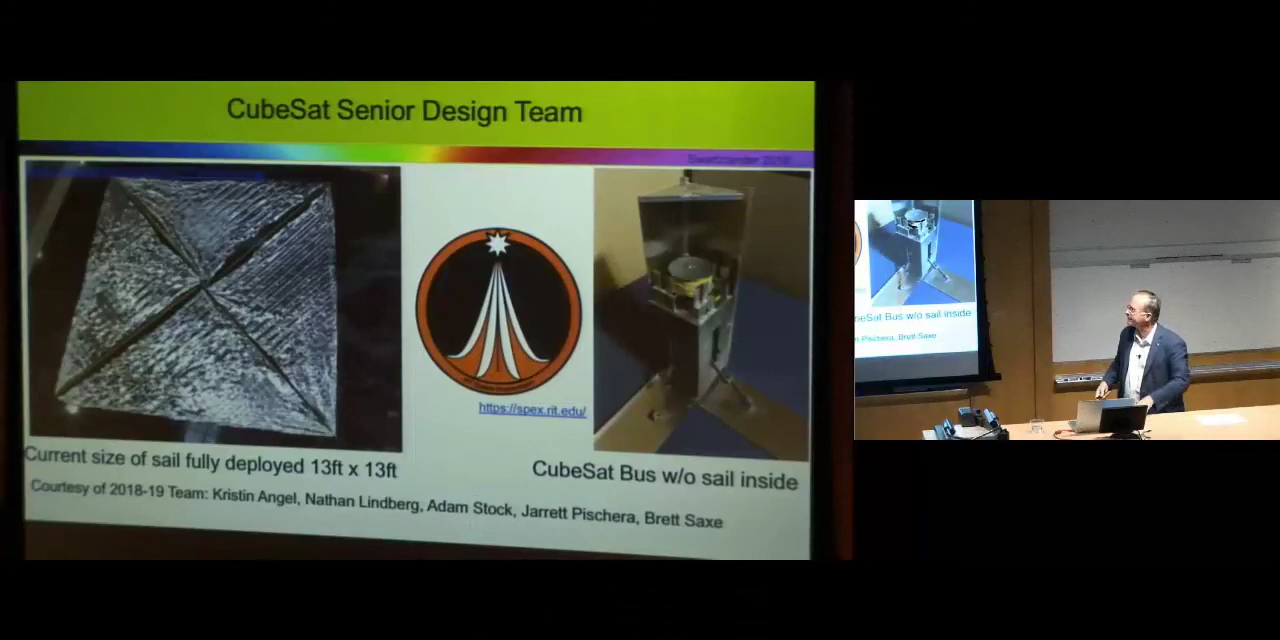 CubeSat Senior Design Team
Swartzlander 2019
https://spex.rit.edu/
Current size of sail fully deployed 13ft x 13ft
CubeSat Bus w/o sail inside
Courtesy of 2018-19 Team: Kristin Angel, Nathan Lindberg, Adam Stock, Jarrett Pischera, Brett Saxe
eSat Bus w/o sail inside
Pischera, Brett Saxe